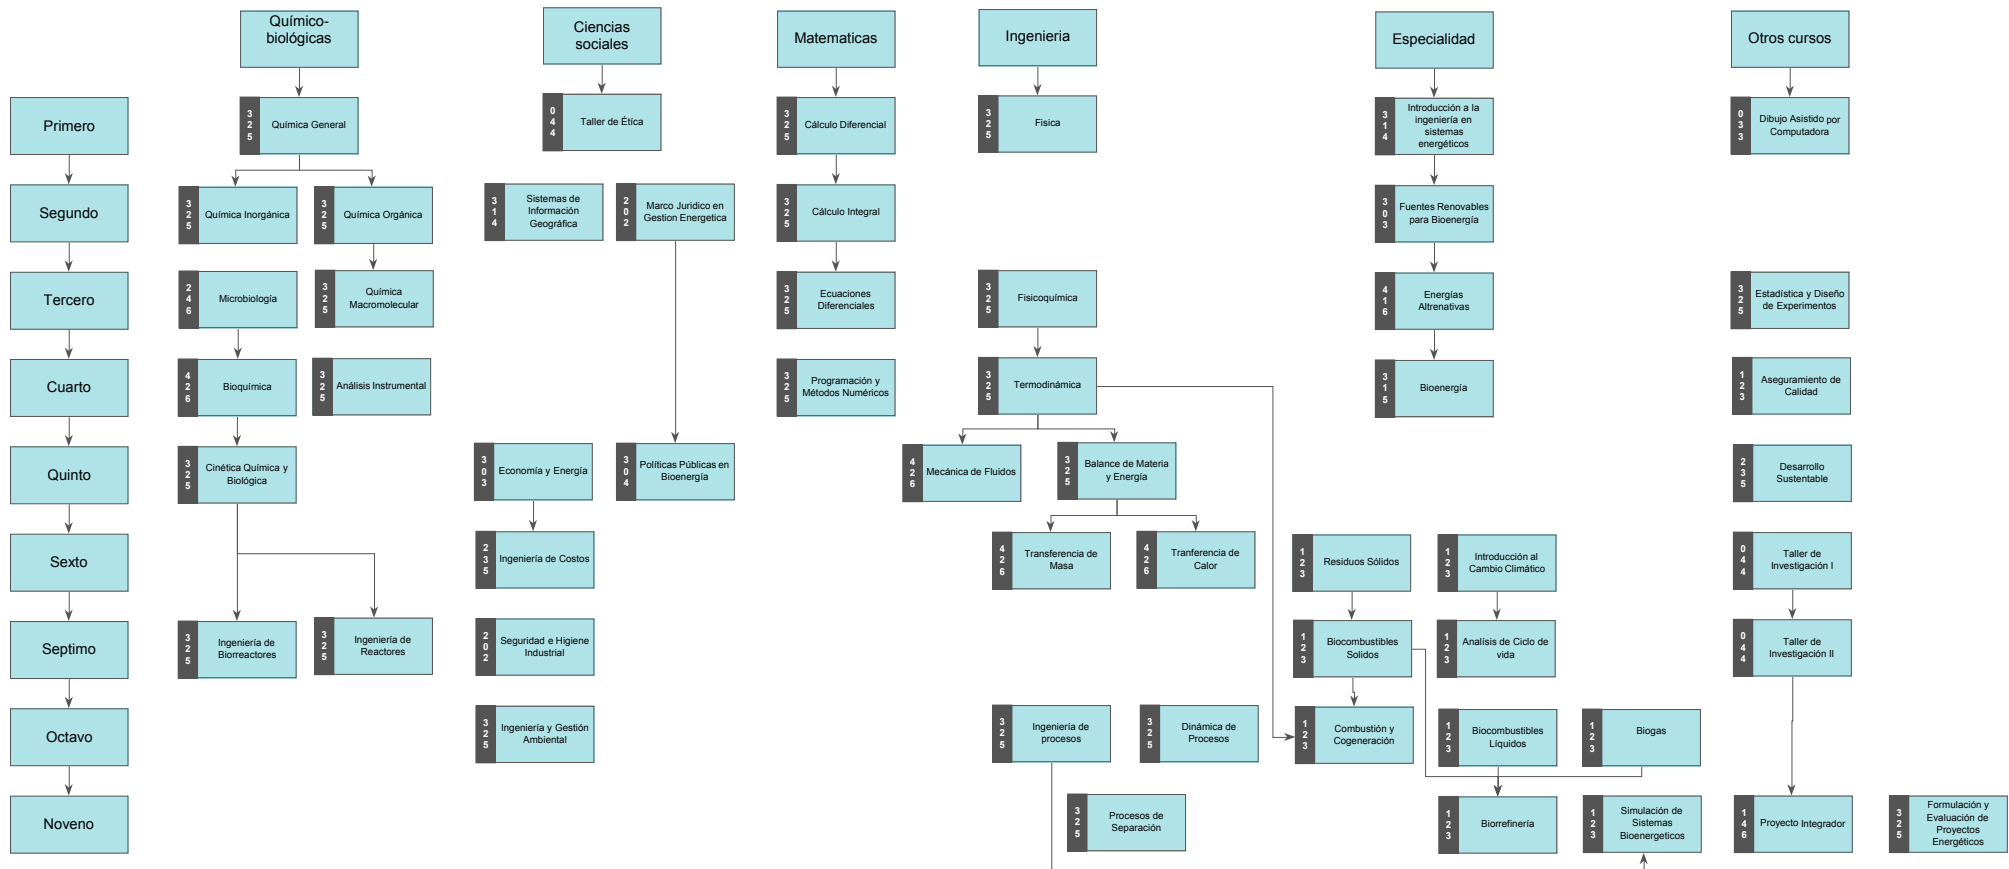 Químico-
biológicas
Ciencias
sociales
Matematicas
Ingenieria
Especialidad
Otros cursos
Primero
3
2
5
Química General
0
4
4
Taller de Ética
3
2
5
Cálculo Diferencial
3
2
5
Fisica
3
1
4
Introducción a la
ingeniería en
sistemas
energéticos
0
3
3
Dibujo Asistido por
Computadora
Segundo
3
2
5
Química Inorgánica
3
2
5
Química Orgánica
3
1
4
Sistemas de
Información
Geográfica
2
0
2
Marco Juridico en
Gestion Energetica
3
2
5
Cálculo Integral
3
0
3
Fuentes Renovables
para Bioenergía
Tercero
2
4
6
Microbiología
3
2
5
Química
Macromolecular
3
2
5
Ecuaciones
Diferenciales
3
2
5
Fisicoquímica
4
1
6
Energías
Altrenativas
3
2
5
Estadística y Diseño
de Experimentos
Cuarto
4
2
6
Bioquímica
3
2
5
Análisis Instrumental
3
2
5
Programación y
Métodos Numéricos
3
2
5
Termodinámica
3
1
5
Bioenergía
1
2
3
Aseguramiento de
Calidad
Quinto
3
2
5
Cinética Química y
Biológica
3
0
3
Economía y Energía
3
0
4
Políticas Públicas en
Bioenergía
4
2
6
Mecánica de Fluidos
3
2
5
Balance de Materia
y Energía
2
3
5
Desarrollo
Sustentable
Sexto
2
3
5
Ingeniería de Costos
4
2
6
Transferencia de
Masa
4
2
6
Tranferencia de
Calor
1
2
3
Residuos Sólidos
1
2
3
Introducción al
Cambio Climático
0
4
4
Taller de
Investigación I
Septimo
3
2
5
Ingeniería de
Biorreactores
3
2
5
Ingeniería de
Reactores
2
0
2
Seguridad e Higiene
Industrial
1
2
3
Biocombustibles
Solidos
1
2
3
Analísis de Ciclo de
vida
0
4
4
Taller de
Investigación II
Octavo
3
2
5
Ingeniería y Gestión
Ambiental
3
2
5
Ingeniería de
procesos
3
2
5
Dinámica de
Procesos
1
2
3
Combustión y
Cogeneración
1
2
3
Biocombustibles
Líquidos
1
2
3
Biogas
Noveno
3
2
5
Procesos de
Separación
1
2
3
Biorrefinería
1
2
3
Simulación de
Sistemas
Bioenergeticos
1
4
6
Proyecto Integrador
3
2
5
Formulación y
Evaluación de
Proyectos
Energéticos